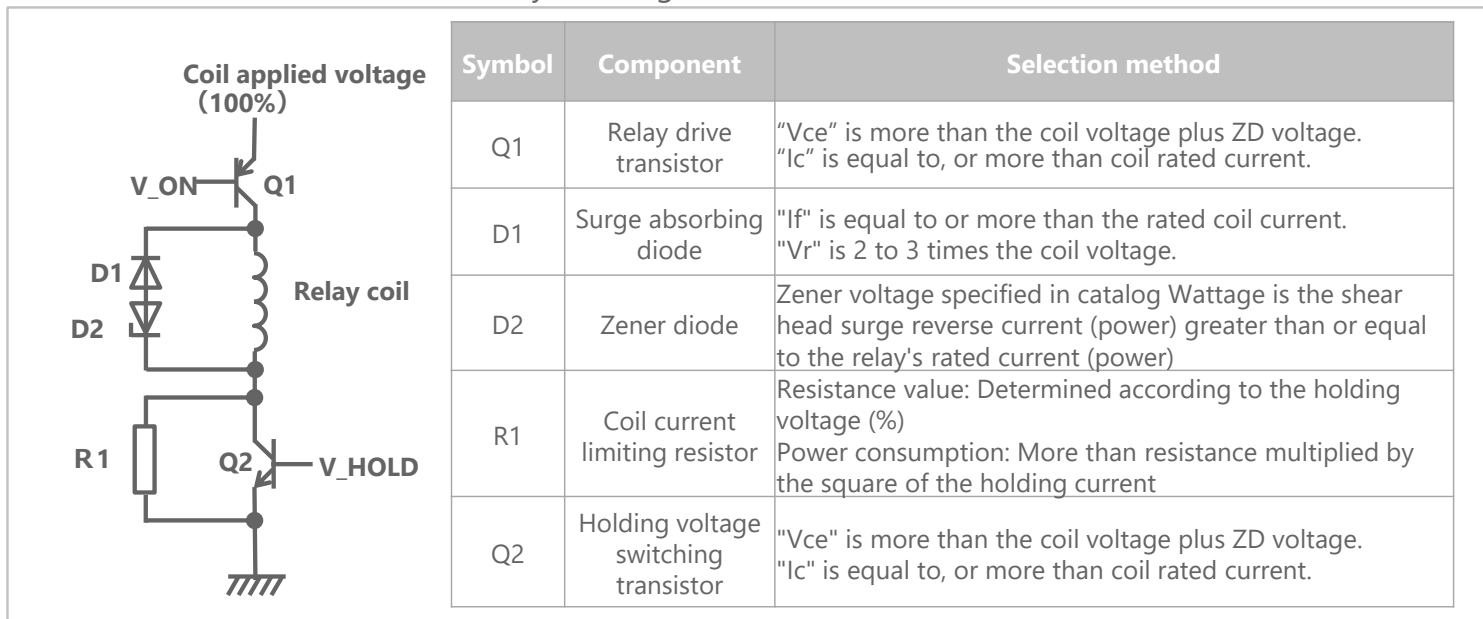 Coil applied voltage
(100%)
V_ON
Q1
D1
D2
Relay coil
R1
Q2
V_HOLD
Symbol Component Selection method
Q1
Relay drive
transistor
“Vce” is more than the coil voltage plus ZD voltage.
“Ic” is equal to, or more than coil rated current.
D1
Surge absorbing
diode
"If" is equal to or more than the rated coil current.
"Vr" is 2 to 3 times the coil voltage.
D2
Zener diode
Zener voltage specified in catalog Wattage is the shear
head surge reverse current (power) greater than or equal
to the relay's rated current (power)
R1
Coil current
limiting resistor
Resistance value: Determined according to the holding
voltage (%)
Power consumption: More than resistance multiplied by
the square of the holding current
Q2
Holding voltage
switching
transistor
"Vce" is more than the coil voltage plus ZD voltage.
"Ic" is equal to, or more than coil rated current.